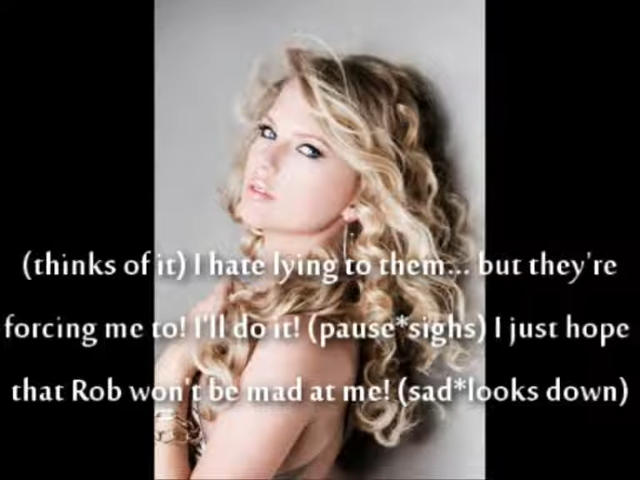 (thinks of it) I hate lying to them... but they're
forcing me to! I'll do it! (pause*sighs) I just hope
that Rob won't be mad at me! (sad*looks down)